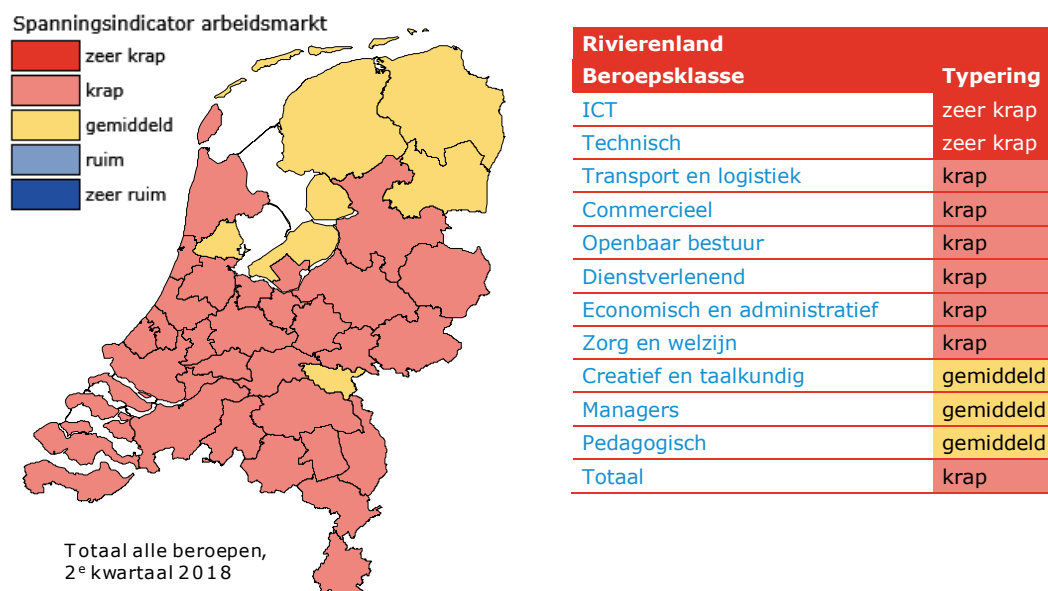 Spanningsindicator arbeidsmarkt
zeer krap
krap
gemiddeld
ruim
zeer ruim
Totaal alle beroepen,
2e kwartaal 2018
Rivierenland
Beroepsklasse Typering
ICT zeer krap
Technisch zeer krap
Transport en logistiek krap
Commercieel krap
Openbaar bestuur krap
Dienstverlenend krap
Economisch en administratief krap
Zorg en welzijn krap
Creatief en taalkundig gemiddeld
Managers gemiddeld
Pedagogisch gemiddeld
Totaal krap